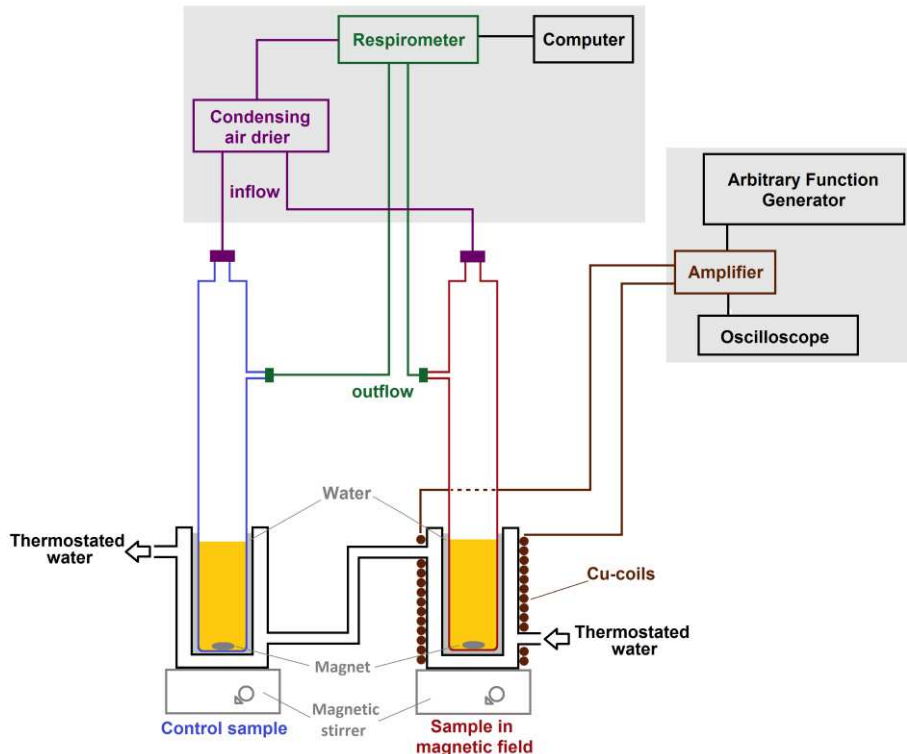 Respirometer
Computer
Condensing
air drier
inflow
Arbitrary Function
Generator
Amplifier
Oscilloscope
outflow
Water
Thermostated
water
Cu-coils
Thermostated
water
Magnet
Magnetic
stirrer
Control sample
Sample in
magnetic field